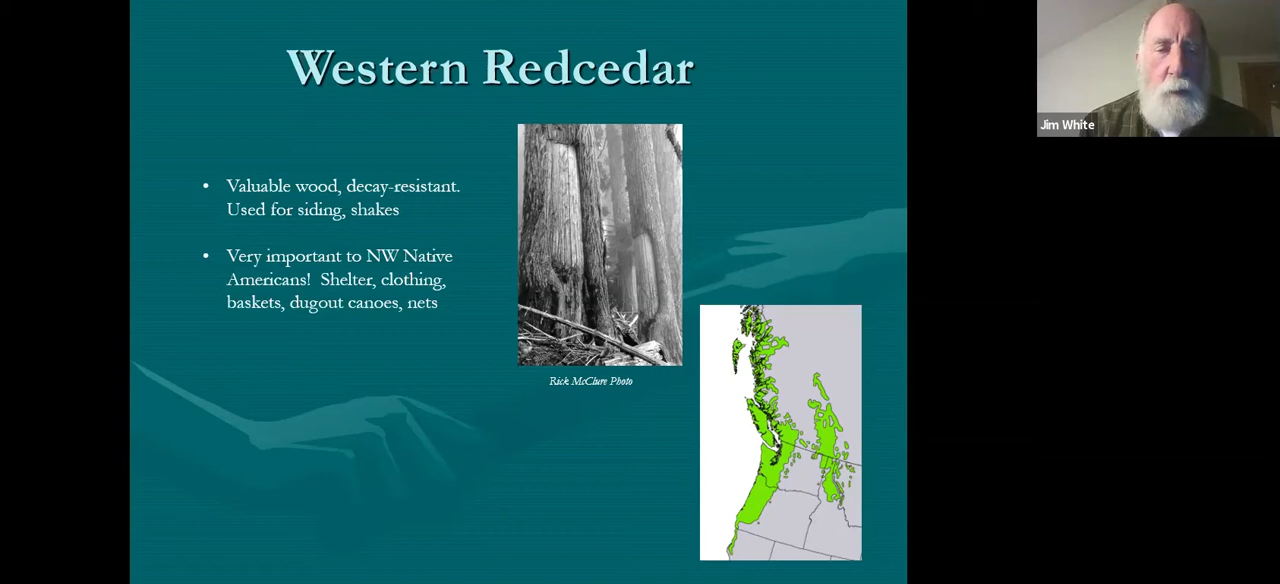 Western Redcedar
Jim White
• Valuable wood, decay-resistant.
Used for siding, shakes
• Very important to NW Native
Americans!  Shelter, clothing,
baskets, dugout canoes, nets
Rick McClure Photo